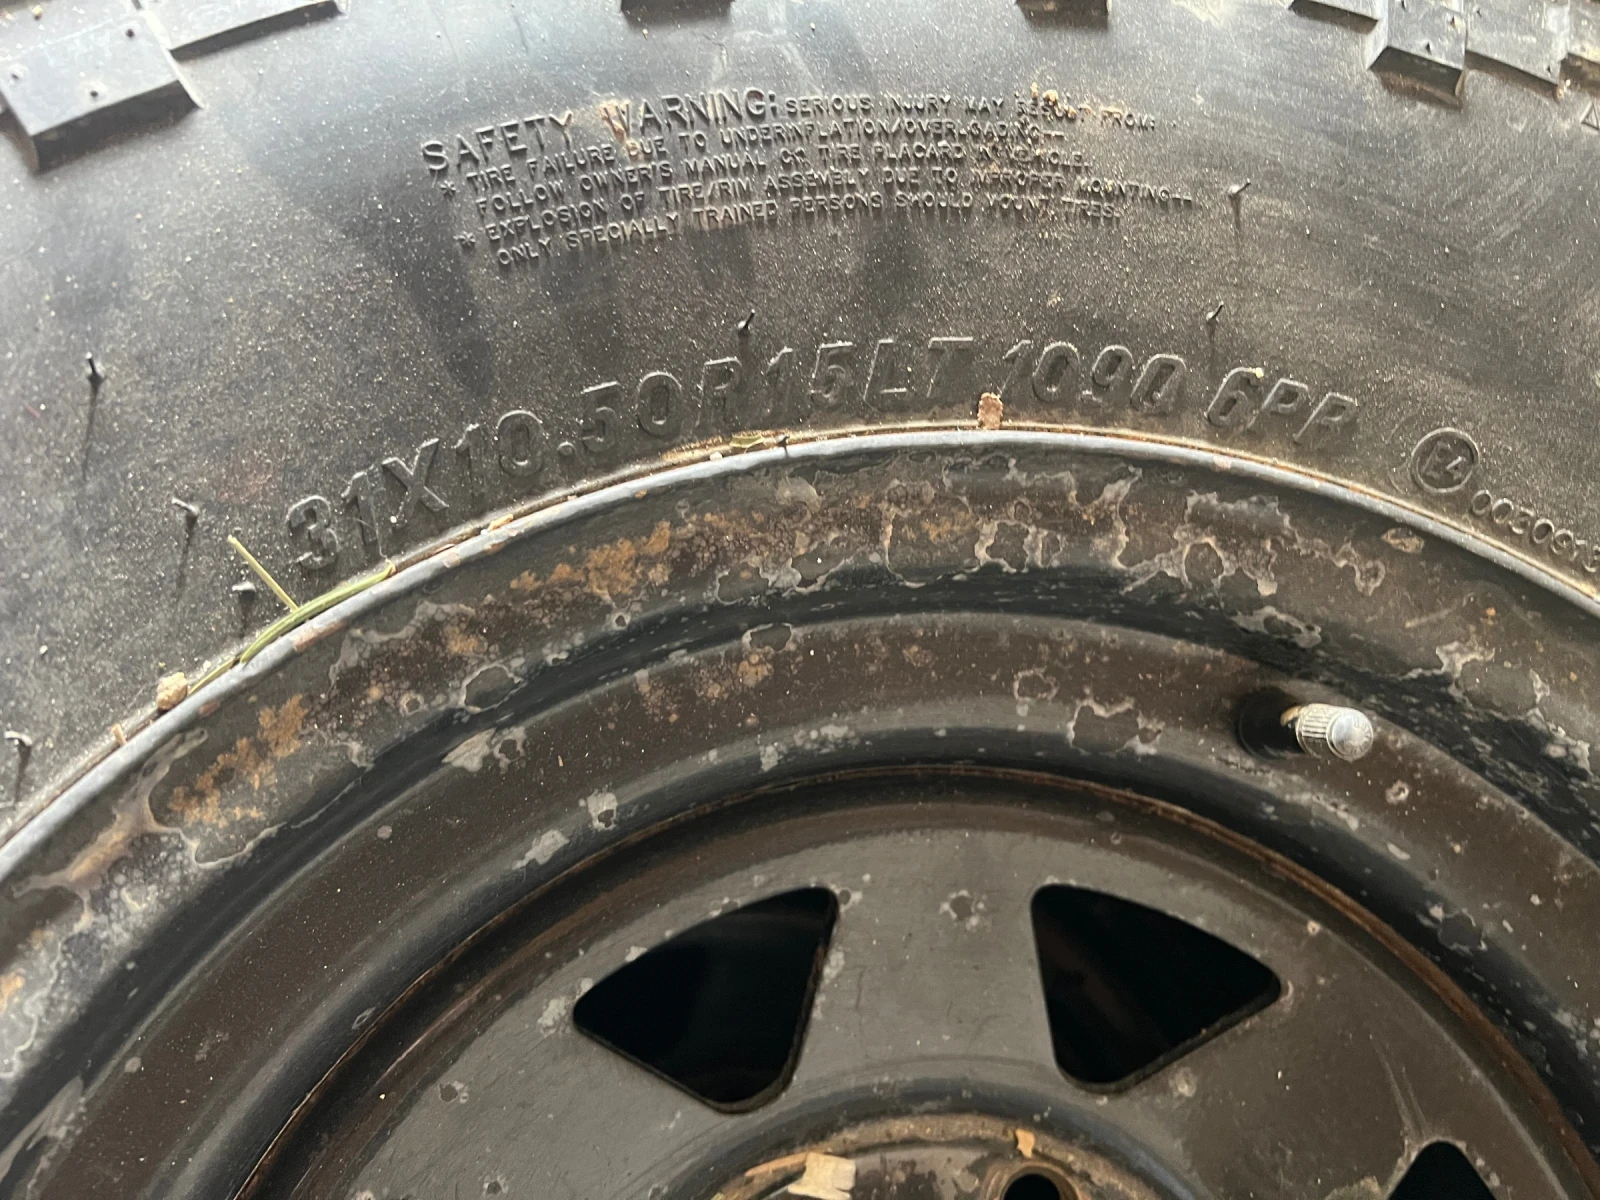 SAFETY WARNING: SERIOUS INJURY MAY RESULT FROM:
* TIRE FAILURE DUE TO UNDERINFLATION/OVERLOADING--
FOLLOW OWNER'S MANUAL OR TIRE PLACARD IN VEHICLE.
* EXPLOSION OF TIRE/RIM ASSEMBLY DUE TO IMPROPER MOUNTING--
ONLY SPECIALLY TRAINED PERSONS SHOULD MOUNT TIRES.
31X10.50R15LT 109Q 6PR E4 0030913